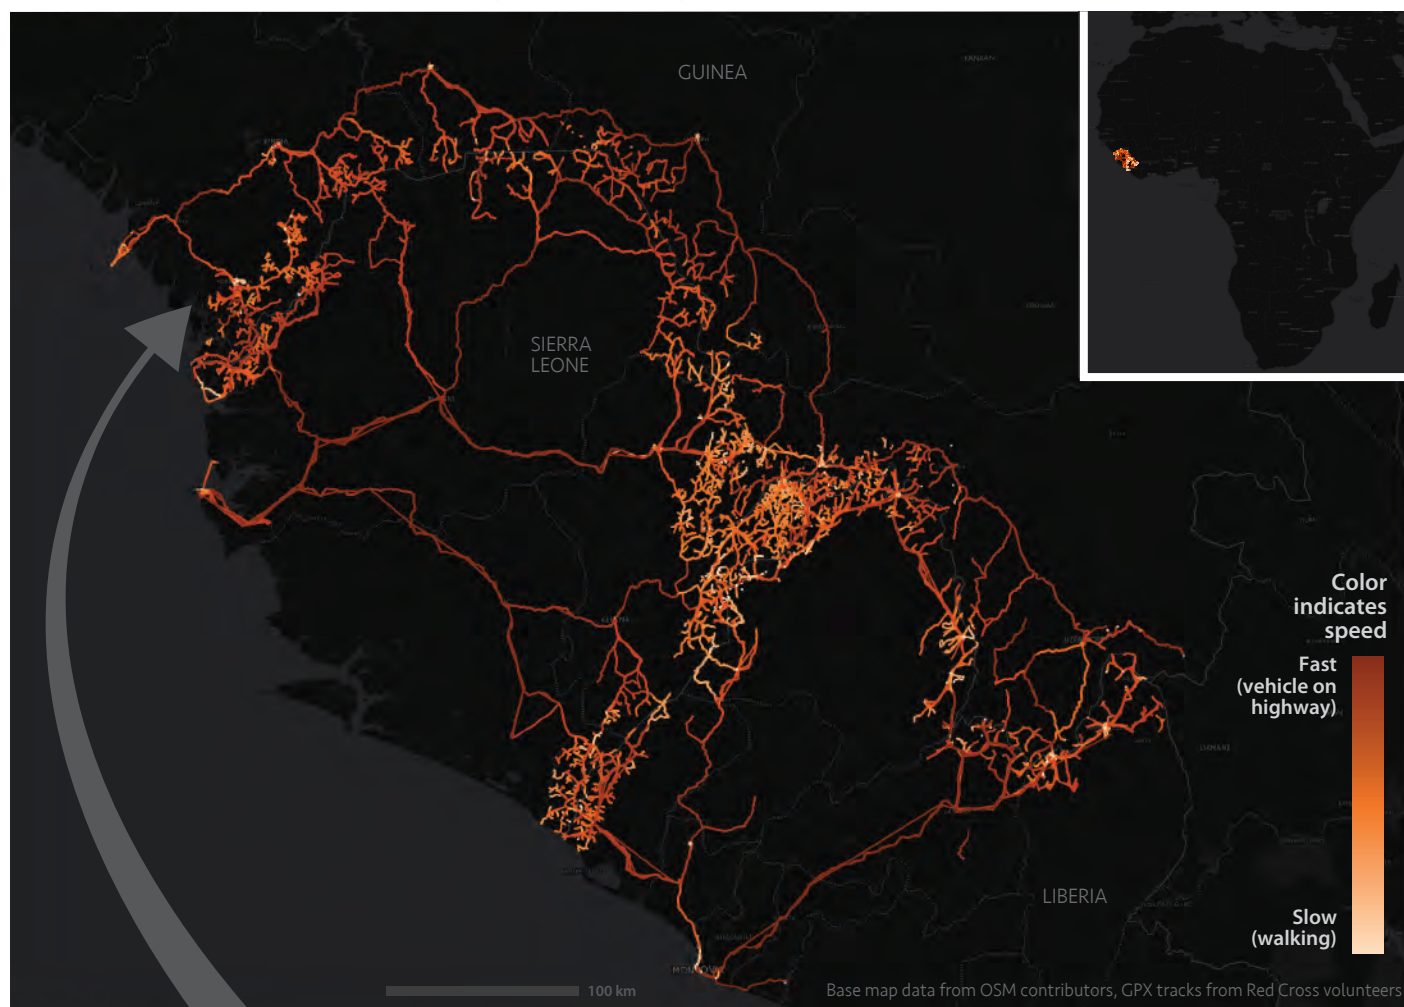 GUINEA
SIERRA
LEONE
Color
indicates
speed
Fast
(vehicle on
highway)
Slow
(walking)
LIBERIA
100 km
Base map data from OSM contributors, GPX tracks from Red Cross volunteers